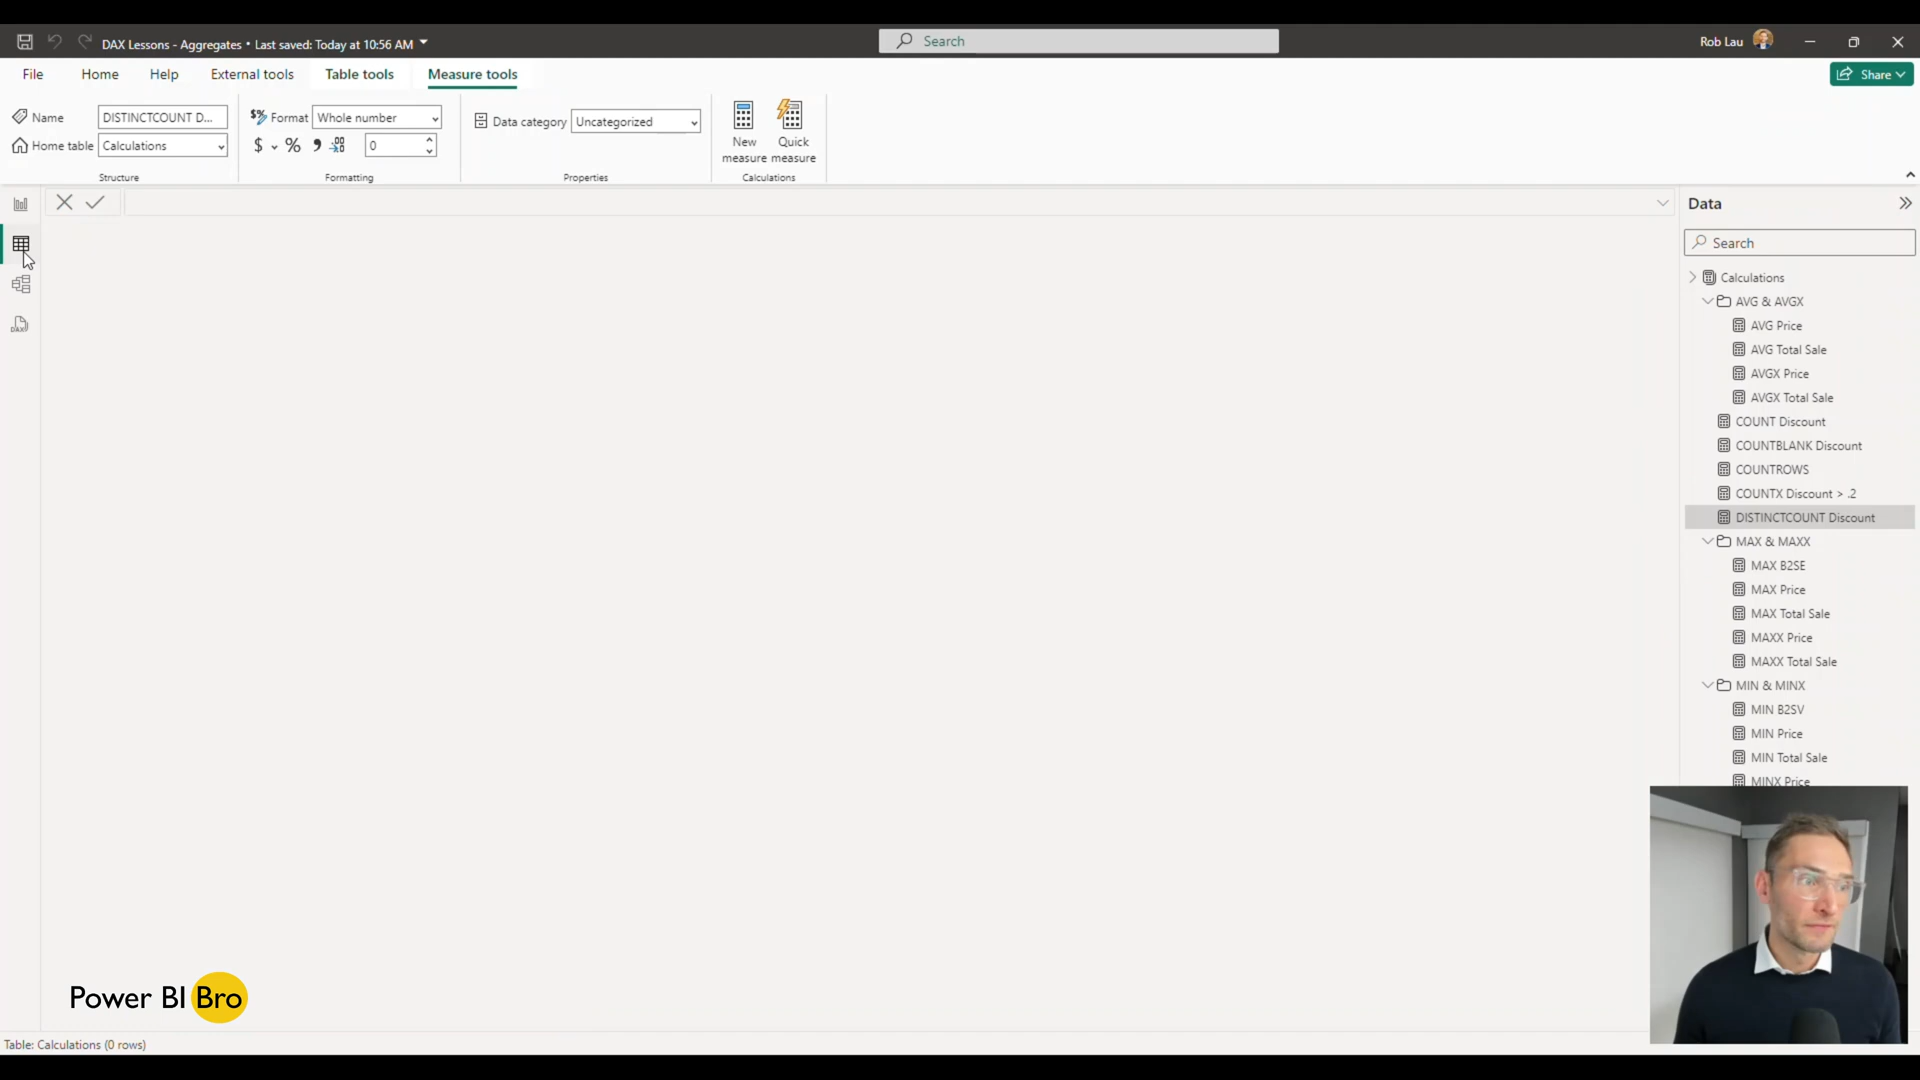 DAX Lessons - Aggregates • Last saved: Today at 10:56 AM
Search
Rob Lau
File
Home
Help
External tools
Table tools
Measure tools
Share
Name
DISTINCTCOUNT D...
Format
Whole number
Data category
Uncategorized
Home table
Calculations
$
%
0
New measure
Quick measure
Structure
Formatting
Properties
Calculations
DAX
Data
Search
Calculations
AVG & AVGX
AVG Price
AVG Total Sale
AVGX Price
AVGX Total Sale
COUNT Discount
COUNTBLANK Discount
COUNTROWS
COUNTX Discount > .2
DISTINCTCOUNT Discount
MAX & MAXX
MAX B2SE
MAX Price
MAX Total Sale
MAXX Price
MAXX Total Sale
MIN & MINX
MIN B2SV
MIN Price
MIN Total Sale
MINX Price
Power BI Bro
Table: Calculations (0 rows)